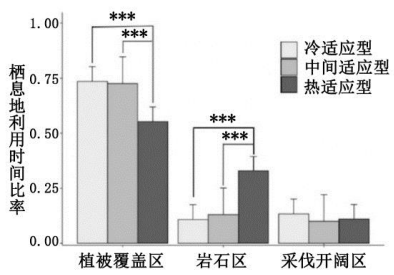 1.00
0.75
0.50
0.25
0.00
栖息地利用时间比率
***
***
***
***
冷适应型
中间适应型
热适应型
植被覆盖区
岩石区
采伐开阔区